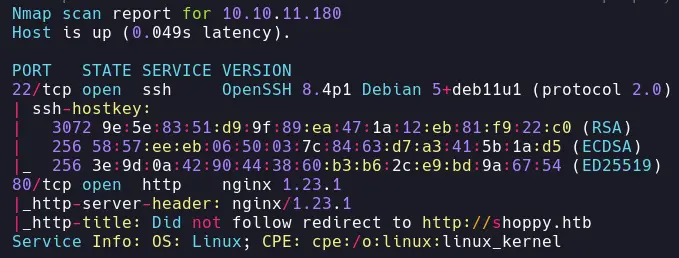 Nmap scan report for 10.10.11.180
Host is up (0.049s latency).
PORT   STATE SERVICE VERSION
22/tcp open  ssh     OpenSSH 8.4p1 Debian 5+deb11u1 (protocol 2.0)
| ssh-hostkey:
|   3072 9e:5e:83:51:d9:9f:89:ea:47:1a:12:eb:81:f9:22:c0 (RSA)
|   256 58:57:ee:eb:06:50:03:7c:84:63:d7:a3:41:5b:1a:d5 (ECDSA)
|_  256 3e:9d:0a:42:90:44:38:60:b3:b6:2c:e9:bd:9a:67:54 (ED25519)
80/tcp open  http    nginx 1.23.1
|_http-server-header: nginx/1.23.1
|_http-title: Did not follow redirect to http://shoppy.htb
Service Info: OS: Linux; CPE: cpe:/o:linux:linux_kernel